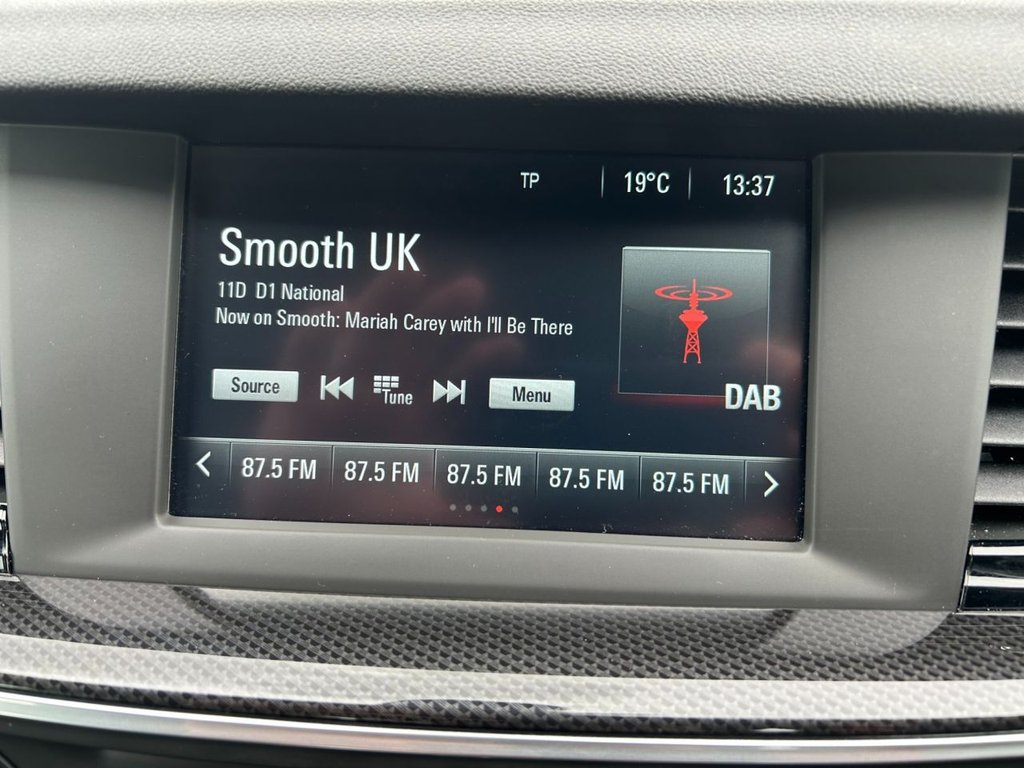 TP 19°C 13:37
Smooth UK
11D D1 National
Now on Smooth: Mariah Carey with I'll Be There
DAB
Source Tune Menu
87.5 FM 87.5 FM 87.5 FM 87.5 FM 87.5 FM